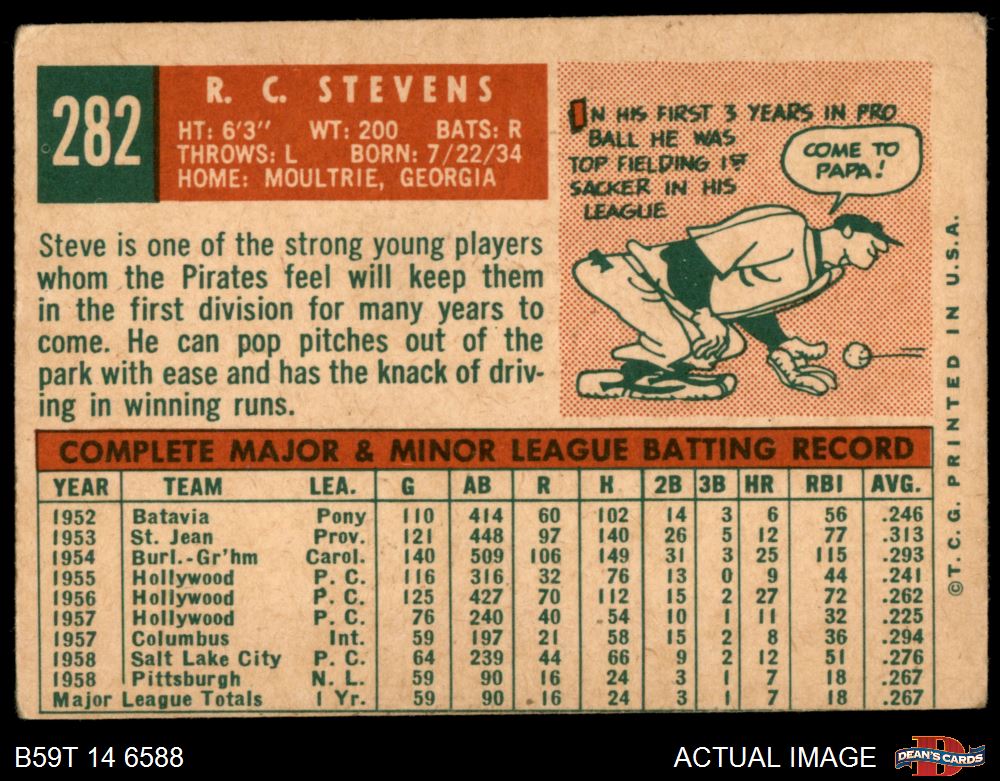 282
R. C. STEVENS
HT: 6'3" WT: 200 BATS: R
THROWS: L BORN: 7/22/34
HOME: MOULTRIE, GEORGIA
Steve is one of the strong young players
whom the Pirates feel will keep them
in the first division for many years to
come. He can pop pitches out of the
park with ease and has the knack of driv-
ing in winning runs.
IN HIS FIRST 3 YEARS IN PRO
BALL HE WAS
TOP FIELDING 1ST
SACKER IN HIS
LEAGUE
COME TO
PAPA!
COMPLETE MAJOR & MINOR LEAGUE BATTING RECORD
YEAR TEAM LEA. G AB R H 2B 3B HR RBI AVG.
1952 Batavia Pony 110 414 60 102 14 3 6 56 .246
1953 St. Jean Prov. 121 448 97 140 26 5 12 77 .313
1954 Burl.-Gr'hm Carol. 140 509 106 149 31 3 25 115 .293
1955 Hollywood P. C. 116 316 32 76 13 0 9 44 .241
1956 Hollywood P. C. 125 427 70 112 15 2 27 72 .262
1957 Hollywood P. C. 76 240 40 54 10 1 11 32 .225
1957 Columbus Int. 59 197 21 58 15 2 8 36 .294
1958 Salt Lake City P. C. 64 239 44 66 9 2 12 51 .276
1958 Pittsburgh N. L. 59 90 16 24 3 1 7 18 .267
Major League Totals 1 Yr. 59 90 16 24 3 1 7 18 .267
© T. C. G. PRINTED IN U.S.A.
B59T 14 6588
ACTUAL IMAGE
D
DEAN'S CARDS